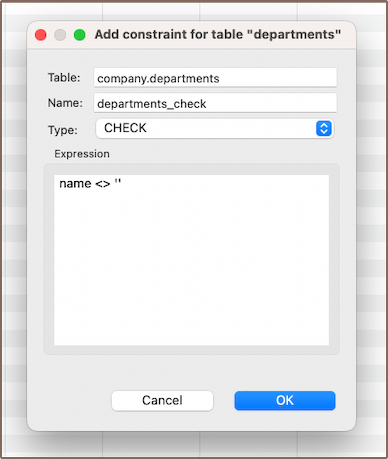 Add constraint for table "departments"
Table: company.departments
Name: departments_check
Type: CHECK
Expression
name <> ''
Cancel OK